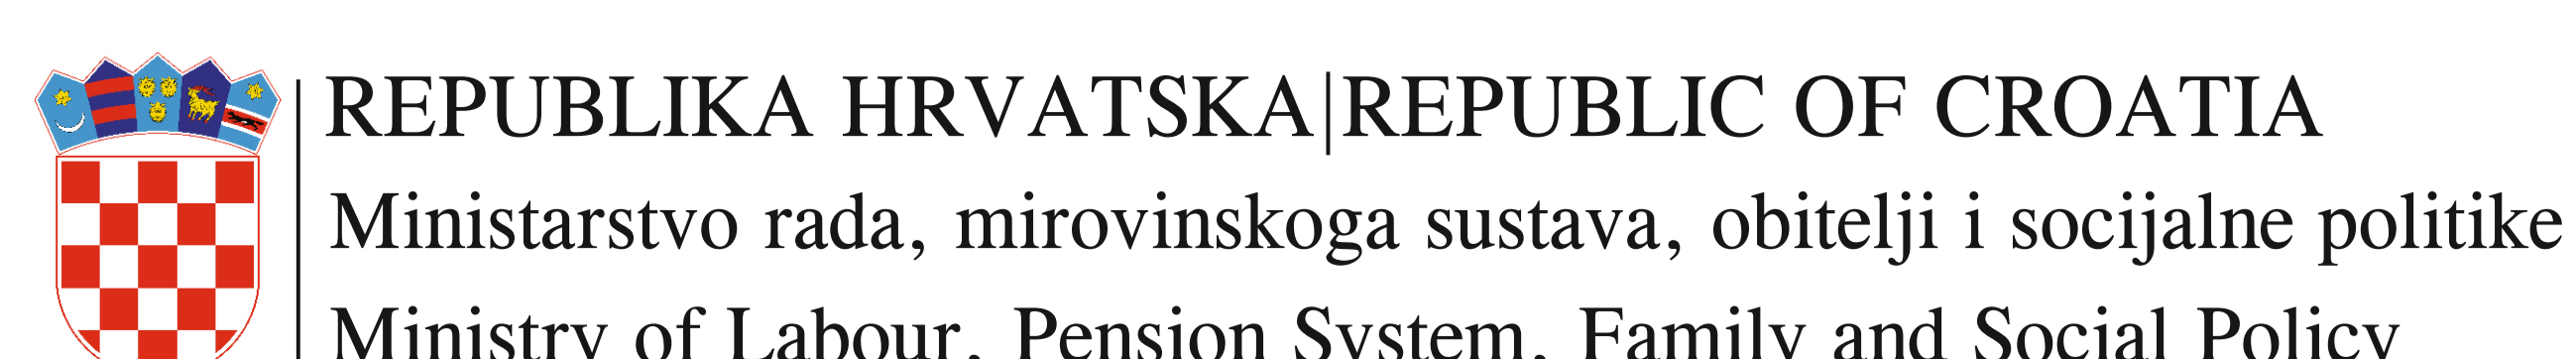 REPUBLIKA HRVATSKA|REPUBLIC OF CROATIA
Ministarstvo rada, mirovinskoga sustava, obitelji i socijalne politike
Ministry of Labour, Pension System, Family and Social Policy